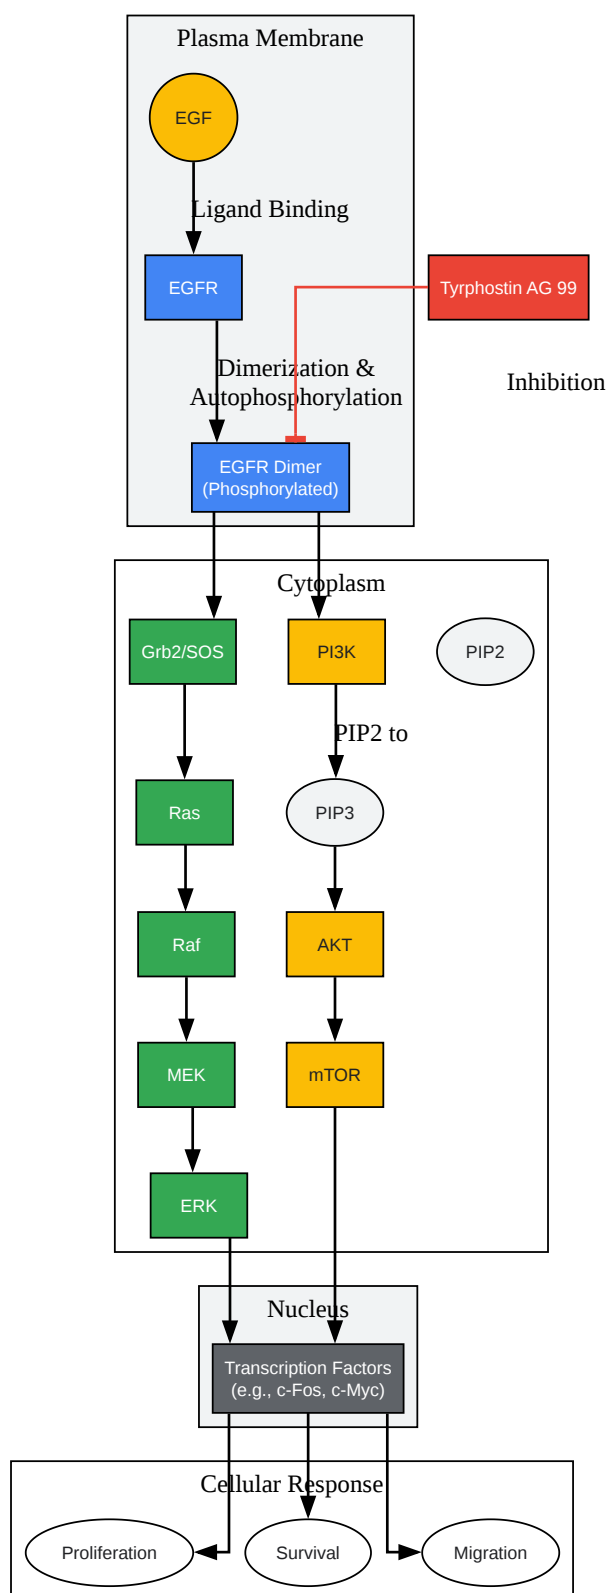 Plasma Membrane
EGF
Ligand Binding
EGFR
Tyrphostin AG 99
Dimerization &
Autophosphorylation
Inhibition
EGFR Dimer
(Phosphorylated)
Cytoplasm
Grb2/SOS
PI3K
PIP2
PIP2 to
Ras
PIP3
Raf
AKT
MEK
mTOR
ERK
Nucleus
Transcription Factors
(e.g., c-Fos, c-Myc)
Cellular Response
Proliferation
Survival
Migration